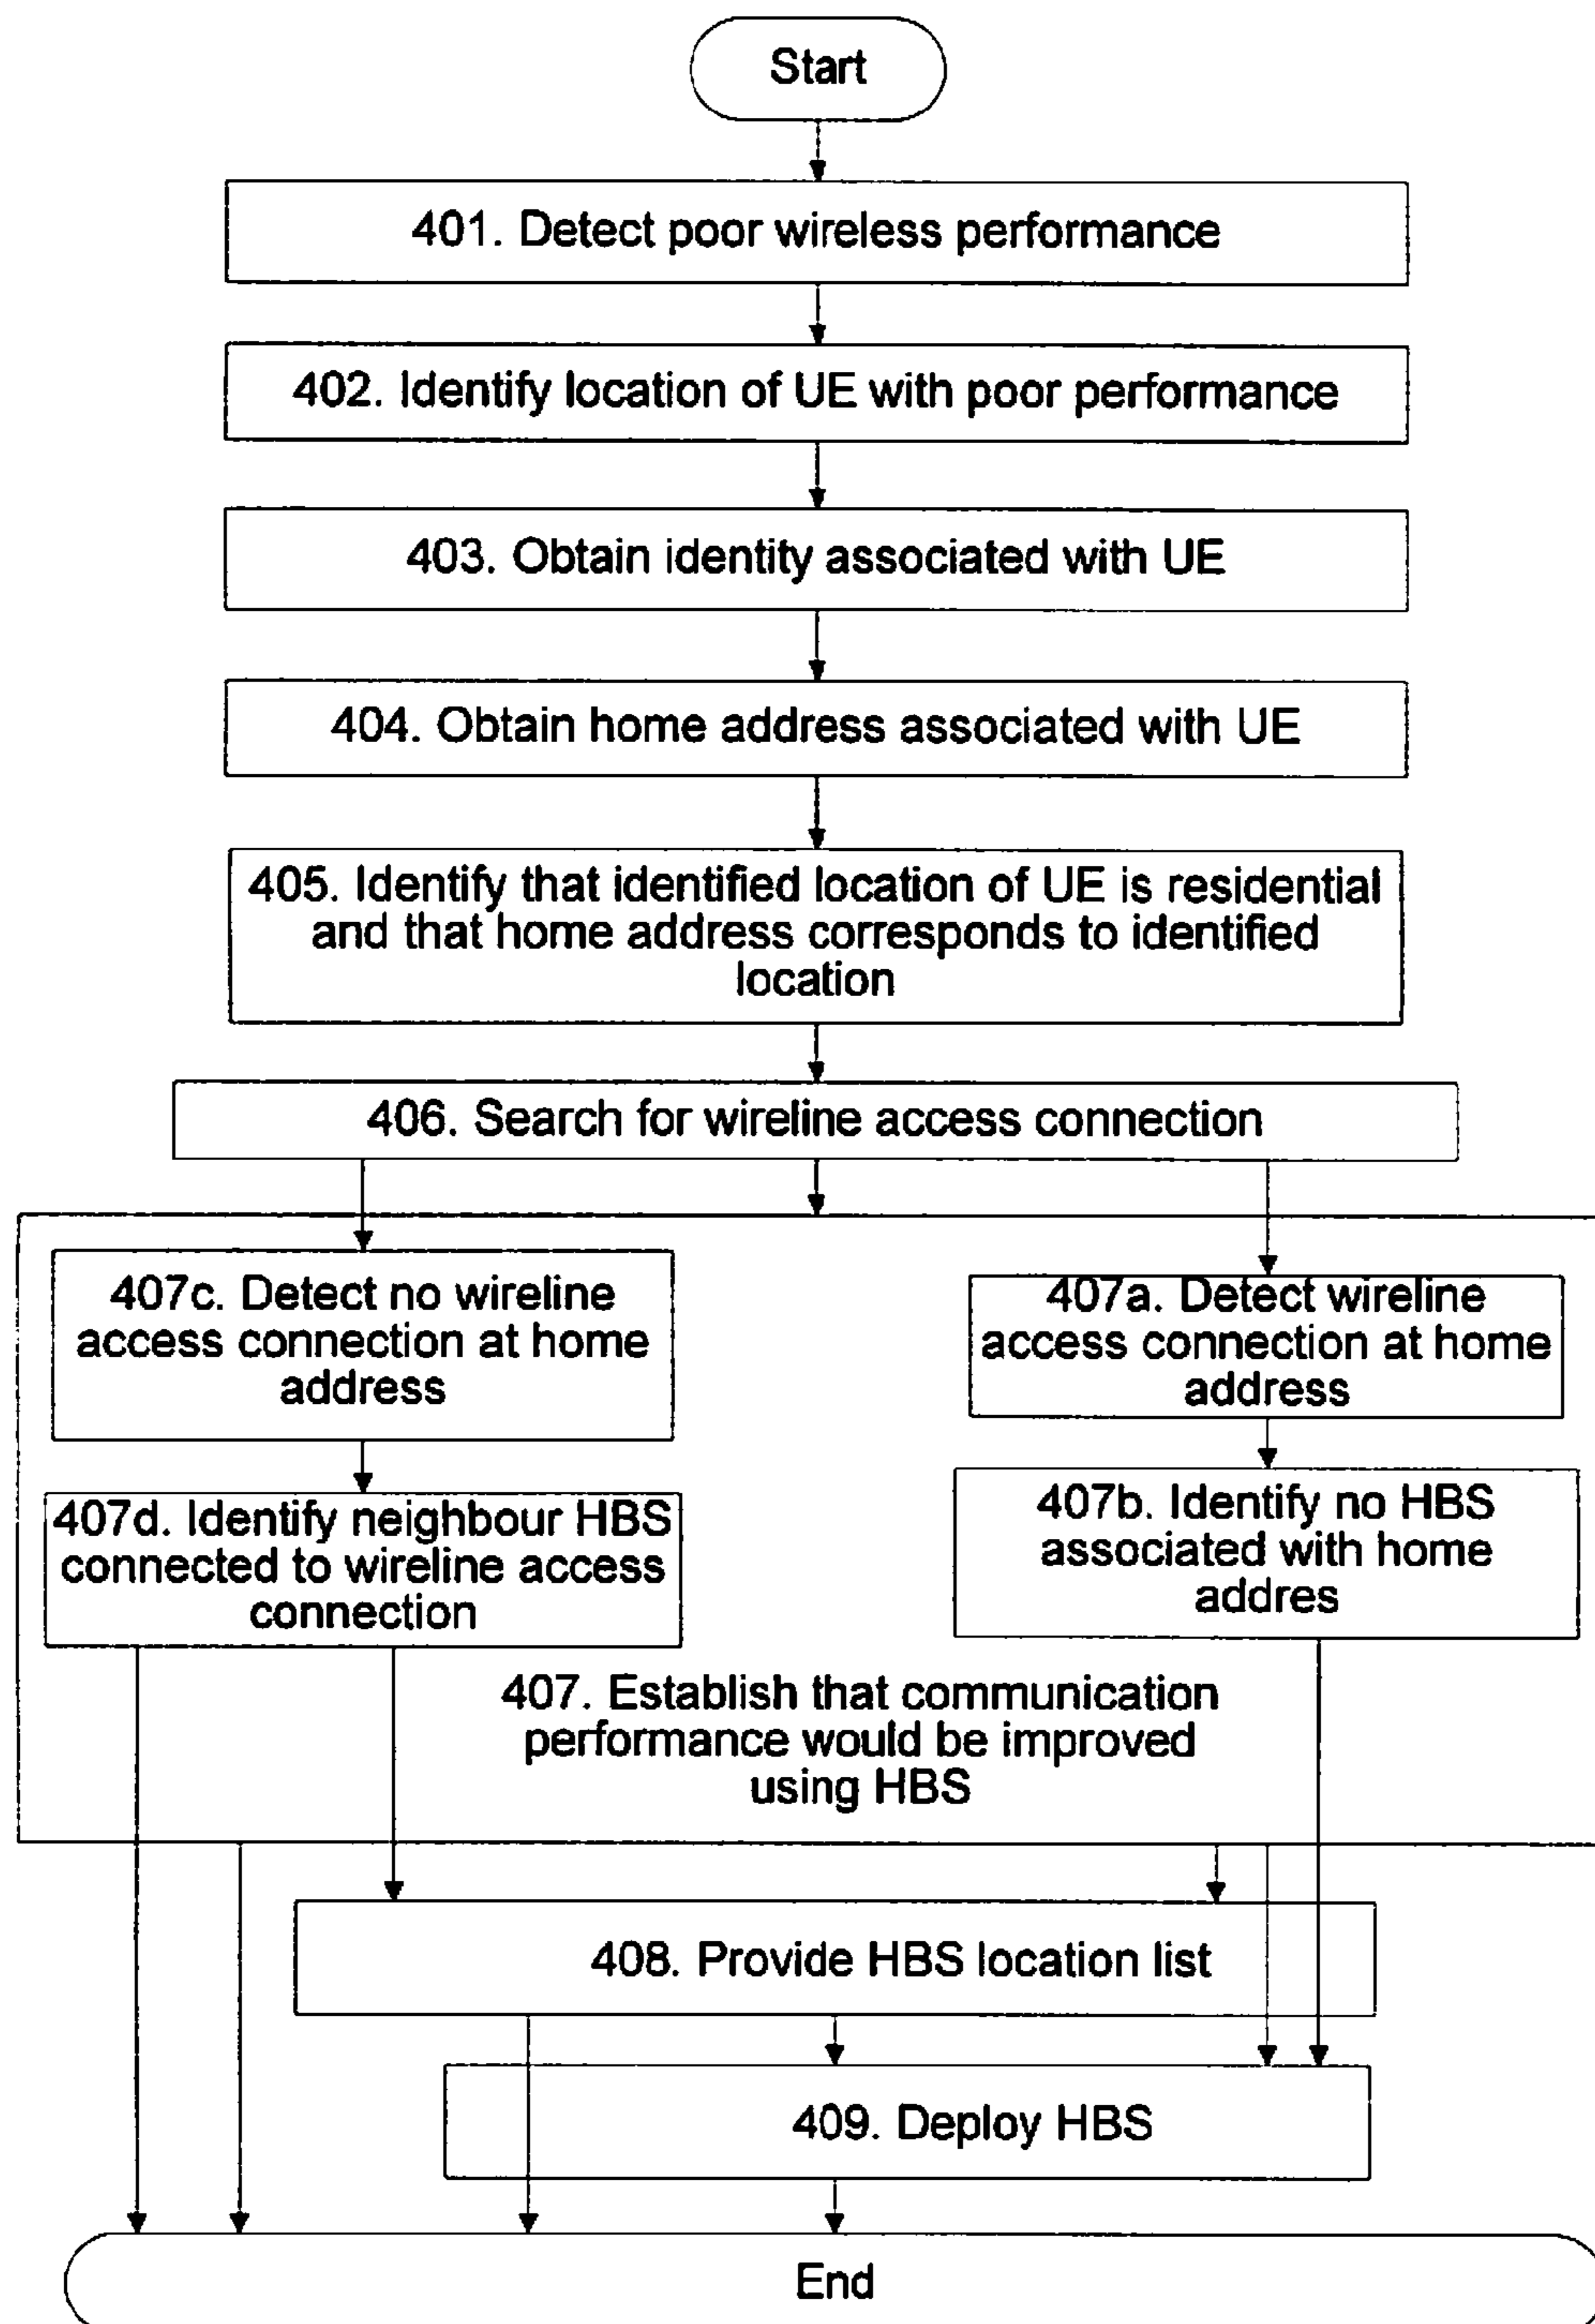 Start
401. Detect poor wireless performance
402. Identify location of UE with poor performance
403. Obtain identity associated with UE
404. Obtain home address associated with UE
405. Identify that identified location of UE is residential
and that home address corresponds to identified
location
406. Search for wireline access connection
407c. Detect no wireline
access connection at home
address
407a. Detect wireline
access connection at home
address
407d. Identify neighbour HBS
connected to wireline access
connection
407b. Identify no HBS
associated with home
addres
407. Establish that communication
performance would be improved
using HBS
408. Provide HBS location list
409. Deploy HBS
End